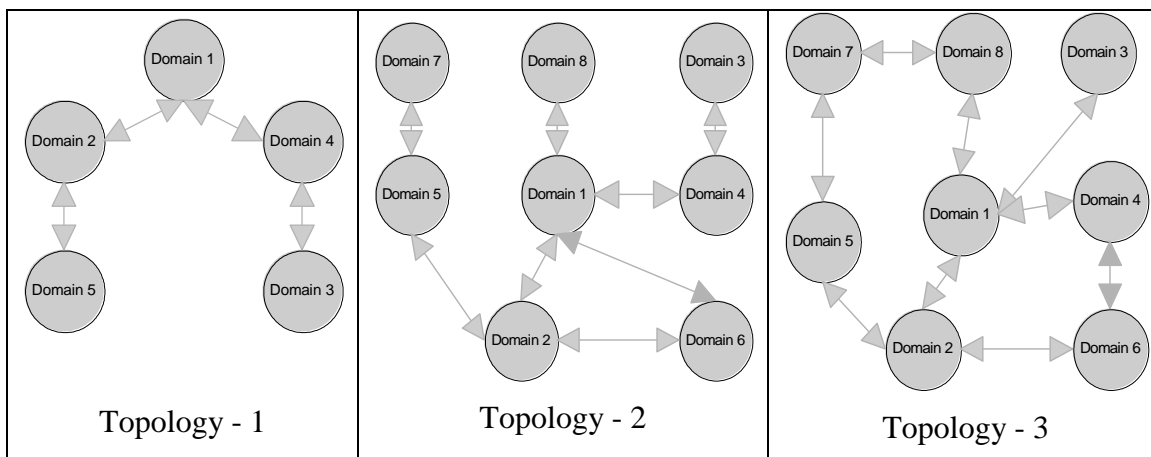 Domain 1
Domain 2
Domain 4
Domain 5
Domain 3
Topology - 1
Domain 7
Domain 8
Domain 3
Domain 5
Domain 1
Domain 4
Domain 2
Domain 6
Topology - 2
Domain 7
Domain 8
Domain 3
Domain 4
Domain 1
Domain 5
Domain 2
Domain 6
Topology - 3